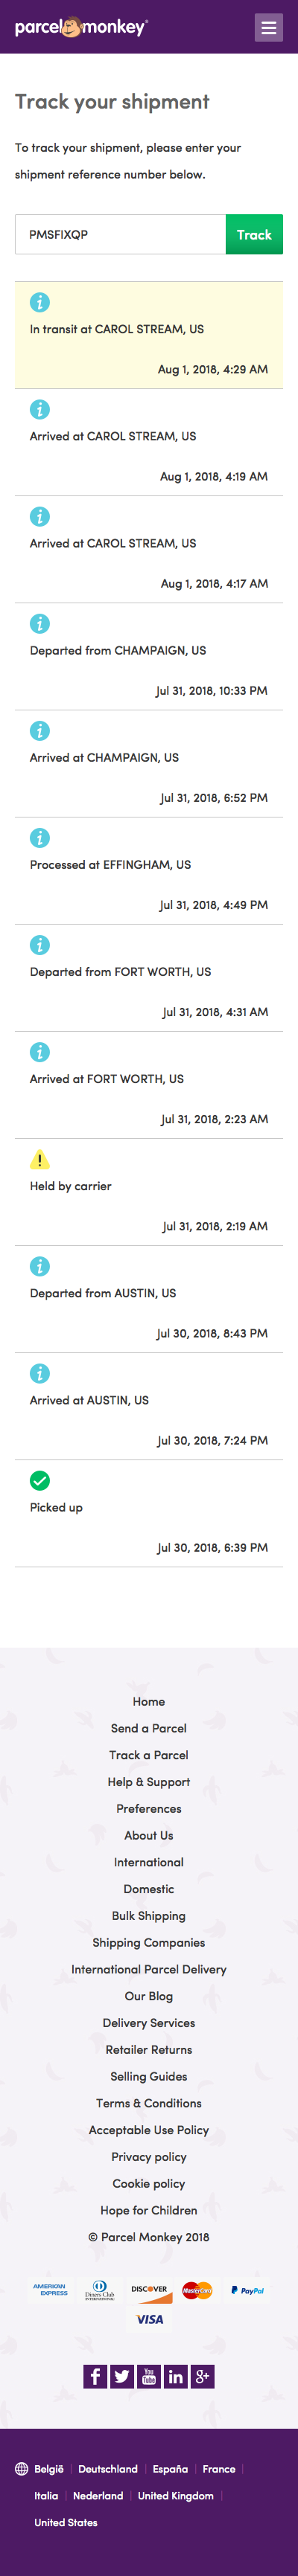 parcel monkey
Track your shipment
To track your shipment, please enter your
shipment reference number below.
PMSFIXQP Track
In transit at CAROL STREAM, US
Aug 1, 2018, 4:29 AM
Arrived at CAROL STREAM, US
Aug 1, 2018, 4:19 AM
Arrived at CAROL STREAM, US
Aug 1, 2018, 4:17 AM
Departed from CHAMPAIGN, US
Jul 31, 2018, 10:33 PM
Arrived at CHAMPAIGN, US
Jul 31, 2018, 6:52 PM
Processed at EFFINGHAM, US
Jul 31, 2018, 4:49 PM
Departed from FORT WORTH, US
Jul 31, 2018, 4:31 AM
Arrived at FORT WORTH, US
Jul 31, 2018, 2:23 AM
Held by carrier
Jul 31, 2018, 2:19 AM
Departed from AUSTIN, US
Jul 30, 2018, 8:43 PM
Arrived at AUSTIN, US
Jul 30, 2018, 7:24 PM
Picked up
Jul 30, 2018, 6:39 PM
Home
Send a Parcel
Track a Parcel
Help & Support
Preferences
About Us
International
Domestic
Bulk Shipping
Shipping Companies
International Parcel Delivery
Our Blog
Delivery Services
Retailer Returns
Selling Guides
Terms & Conditions
Acceptable Use Policy
Privacy policy
Cookie policy
Hope for Children
© Parcel Monkey 2018
AMERICAN EXPRESS Diners Club INTERNATIONAL DISCOVER MasterCard PayPal
VISA
You Tube in g+
België | Deutschland | España | France |
Italia | Nederland | United Kingdom |
United States